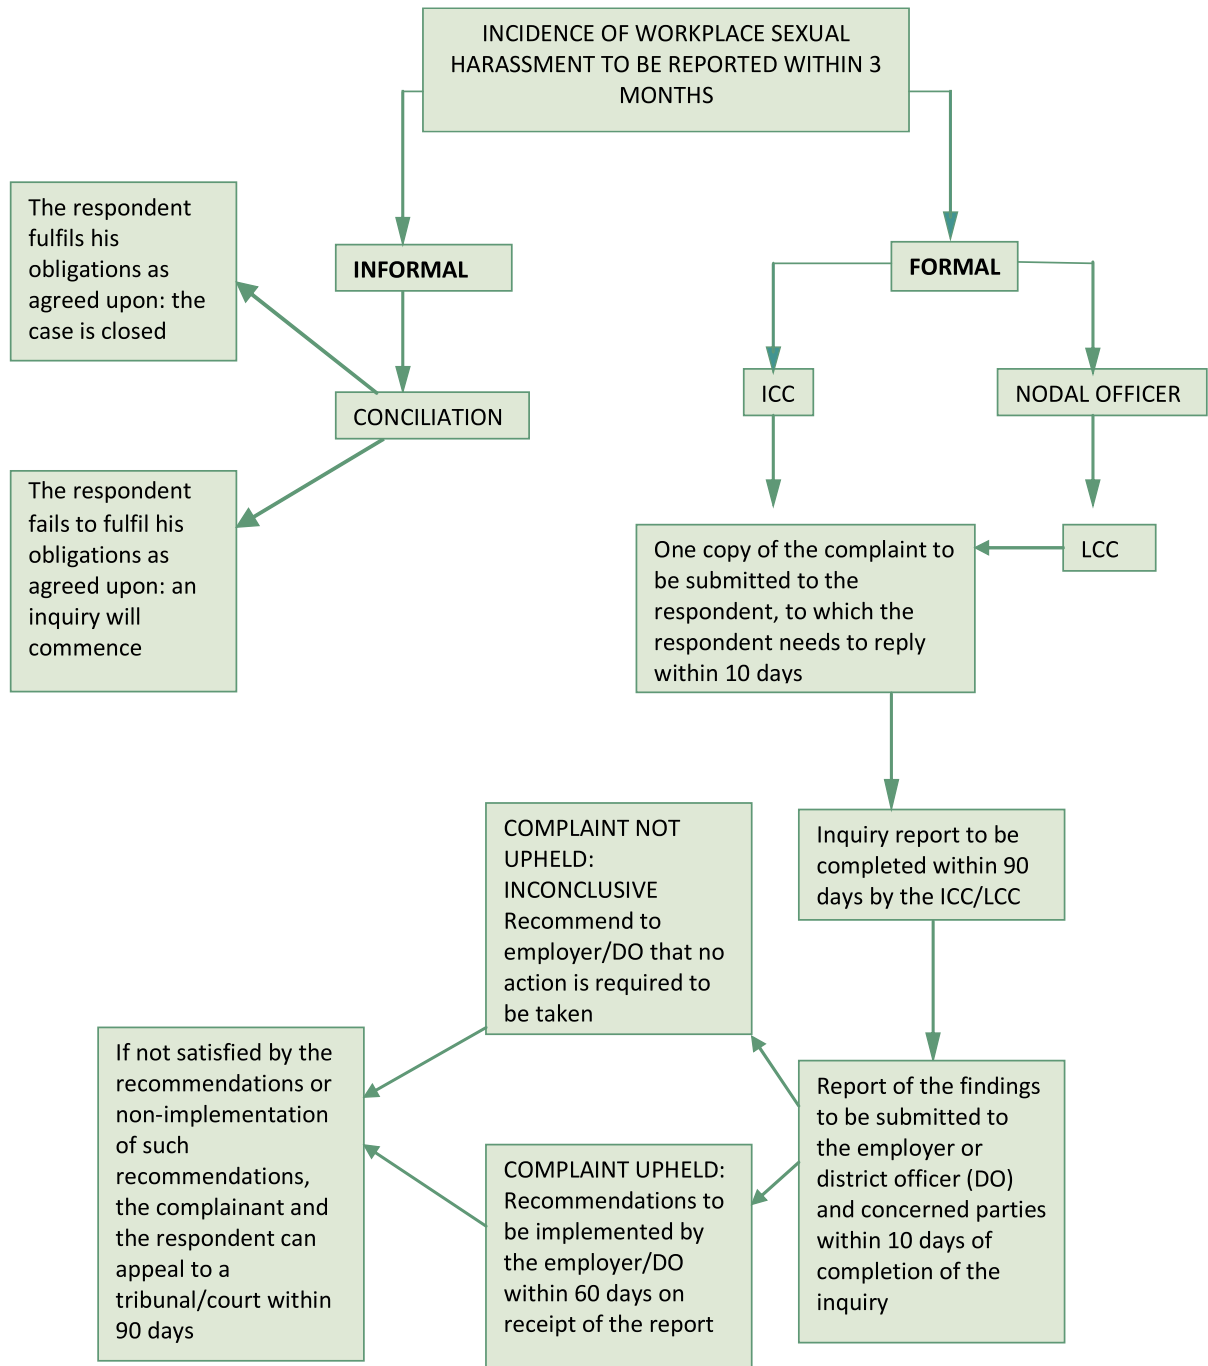 INCIDENCE OF WORKPLACE SEXUAL
HARASSMENT TO BE REPORTED WITHIN 3
MONTHS
The respondent
fulfils his
obligations as
agreed upon: the
case is closed
INFORMAL
FORMAL
CONCILIATION
ICC
NODAL OFFICER
The respondent
fails to fulfil his
obligations as
agreed upon: an
inquiry will
commence
One copy of the complaint to
be submitted to the
respondent, to which the
respondent needs to reply
within 10 days
LCC
Inquiry report to be
completed within 90
days by the ICC/LCC
COMPLAINT NOT
UPHELD:
INCONCLUSIVE
Recommend to
employer/DO that no
action is required to
be taken
Report of the findings
to be submitted to
the employer or
district officer (DO)
and concerned parties
within 10 days of
completion of the
inquiry
COMPLAINT UPHELD:
Recommendations to
be implemented by
the employer/DO
within 60 days on
receipt of the report
If not satisfied by the
recommendations or
non-implementation
of such
recommendations,
the complainant and
the respondent can
appeal to a
tribunal/court within
90 days